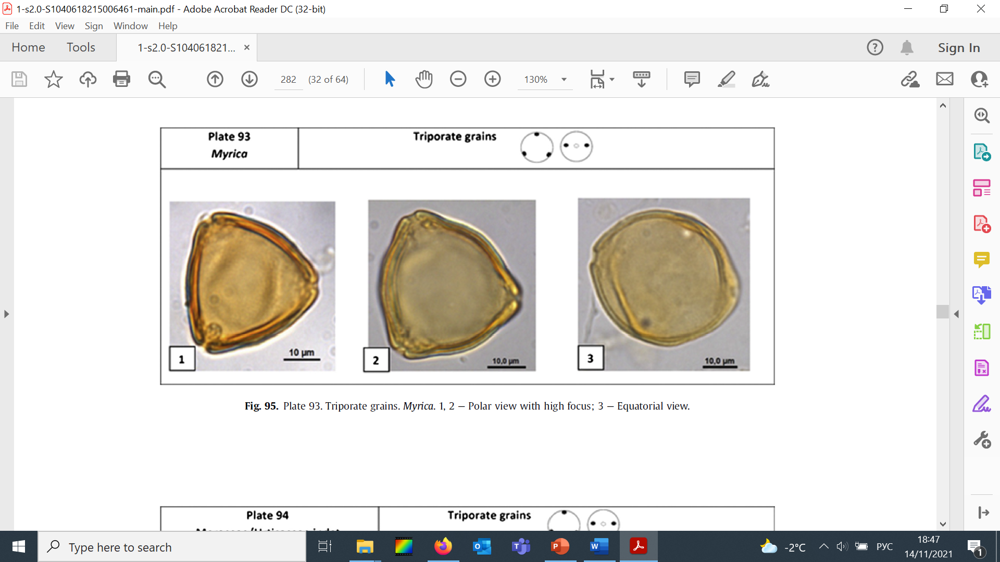 1-s2.0-S1040618215006461-main.pdf - Adobe Acrobat Reader DC (32-bit)
File Edit View Sign Window Help
Home Tools 1-s2.0-S104061821... × Sign In
282 (32 of 64) 130%
Plate 93
Myrica
Triporate grains
1 10 µm
2 10,0 µm
3 10,0 µm
Fig. 95. Plate 93. Triporate grains. Myrica. 1, 2 – Polar view with high focus; 3 – Equatorial view.
Plate 94
Triporate grains
Type here to search
-2°C
РУС
18:47
14/11/2021
1